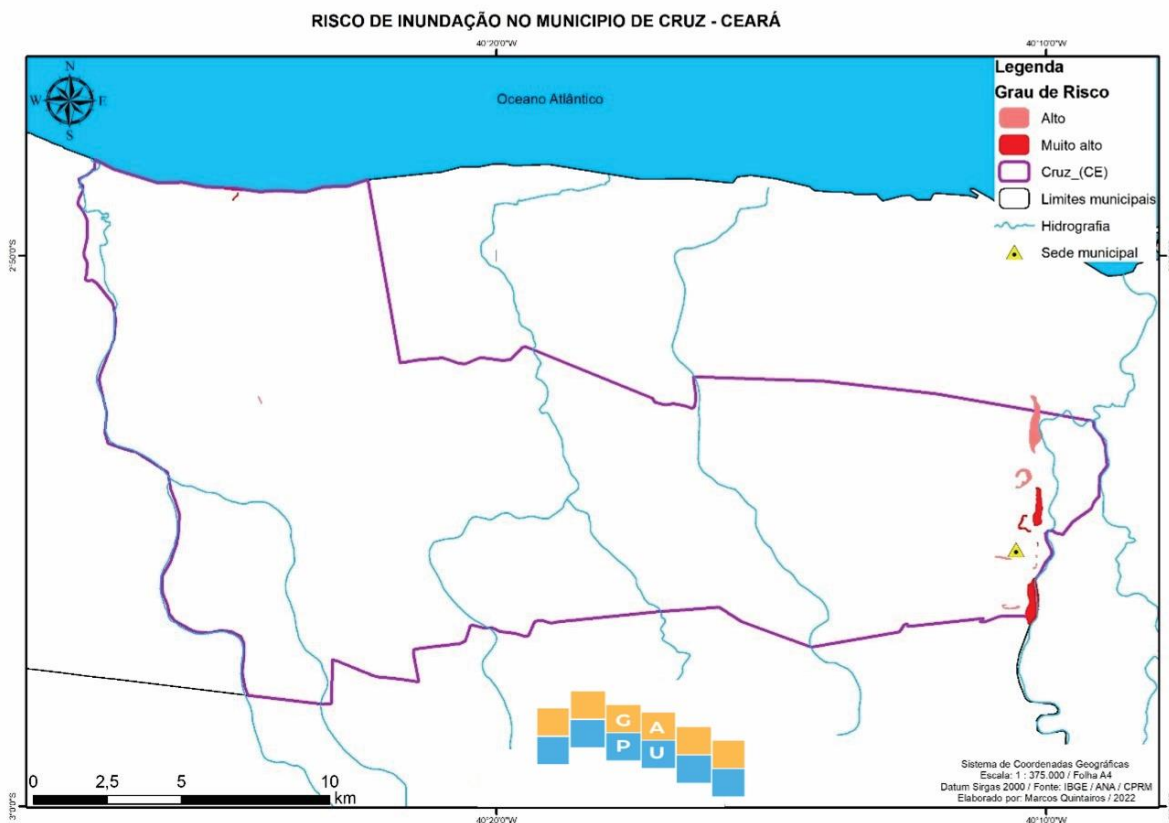 RISCO DE INUNDAÇÃO NO MUNICIPIO DE CRUZ - CEARÁ
40°20'0"W
40°10'0"W
N
W
E
S
Oceano Atlântico
Legenda
Grau de Risco
Alto
Muito alto
Cruz_(CE)
Limites municipais
Hidrografia
Sede municipal
2°50'0"S
G A
P U
0 2,5 5 10
km
Sistema de Coordenadas Geográficas
Escala: 1 : 375.000 / Folha A4
Datum Sirgas 2000 / Fonte: IBGE / ANA / CPRM
Elaborado por: Marcos Quintairos / 2022
3°0'0"S
40°20'0"W
40°10'0"W